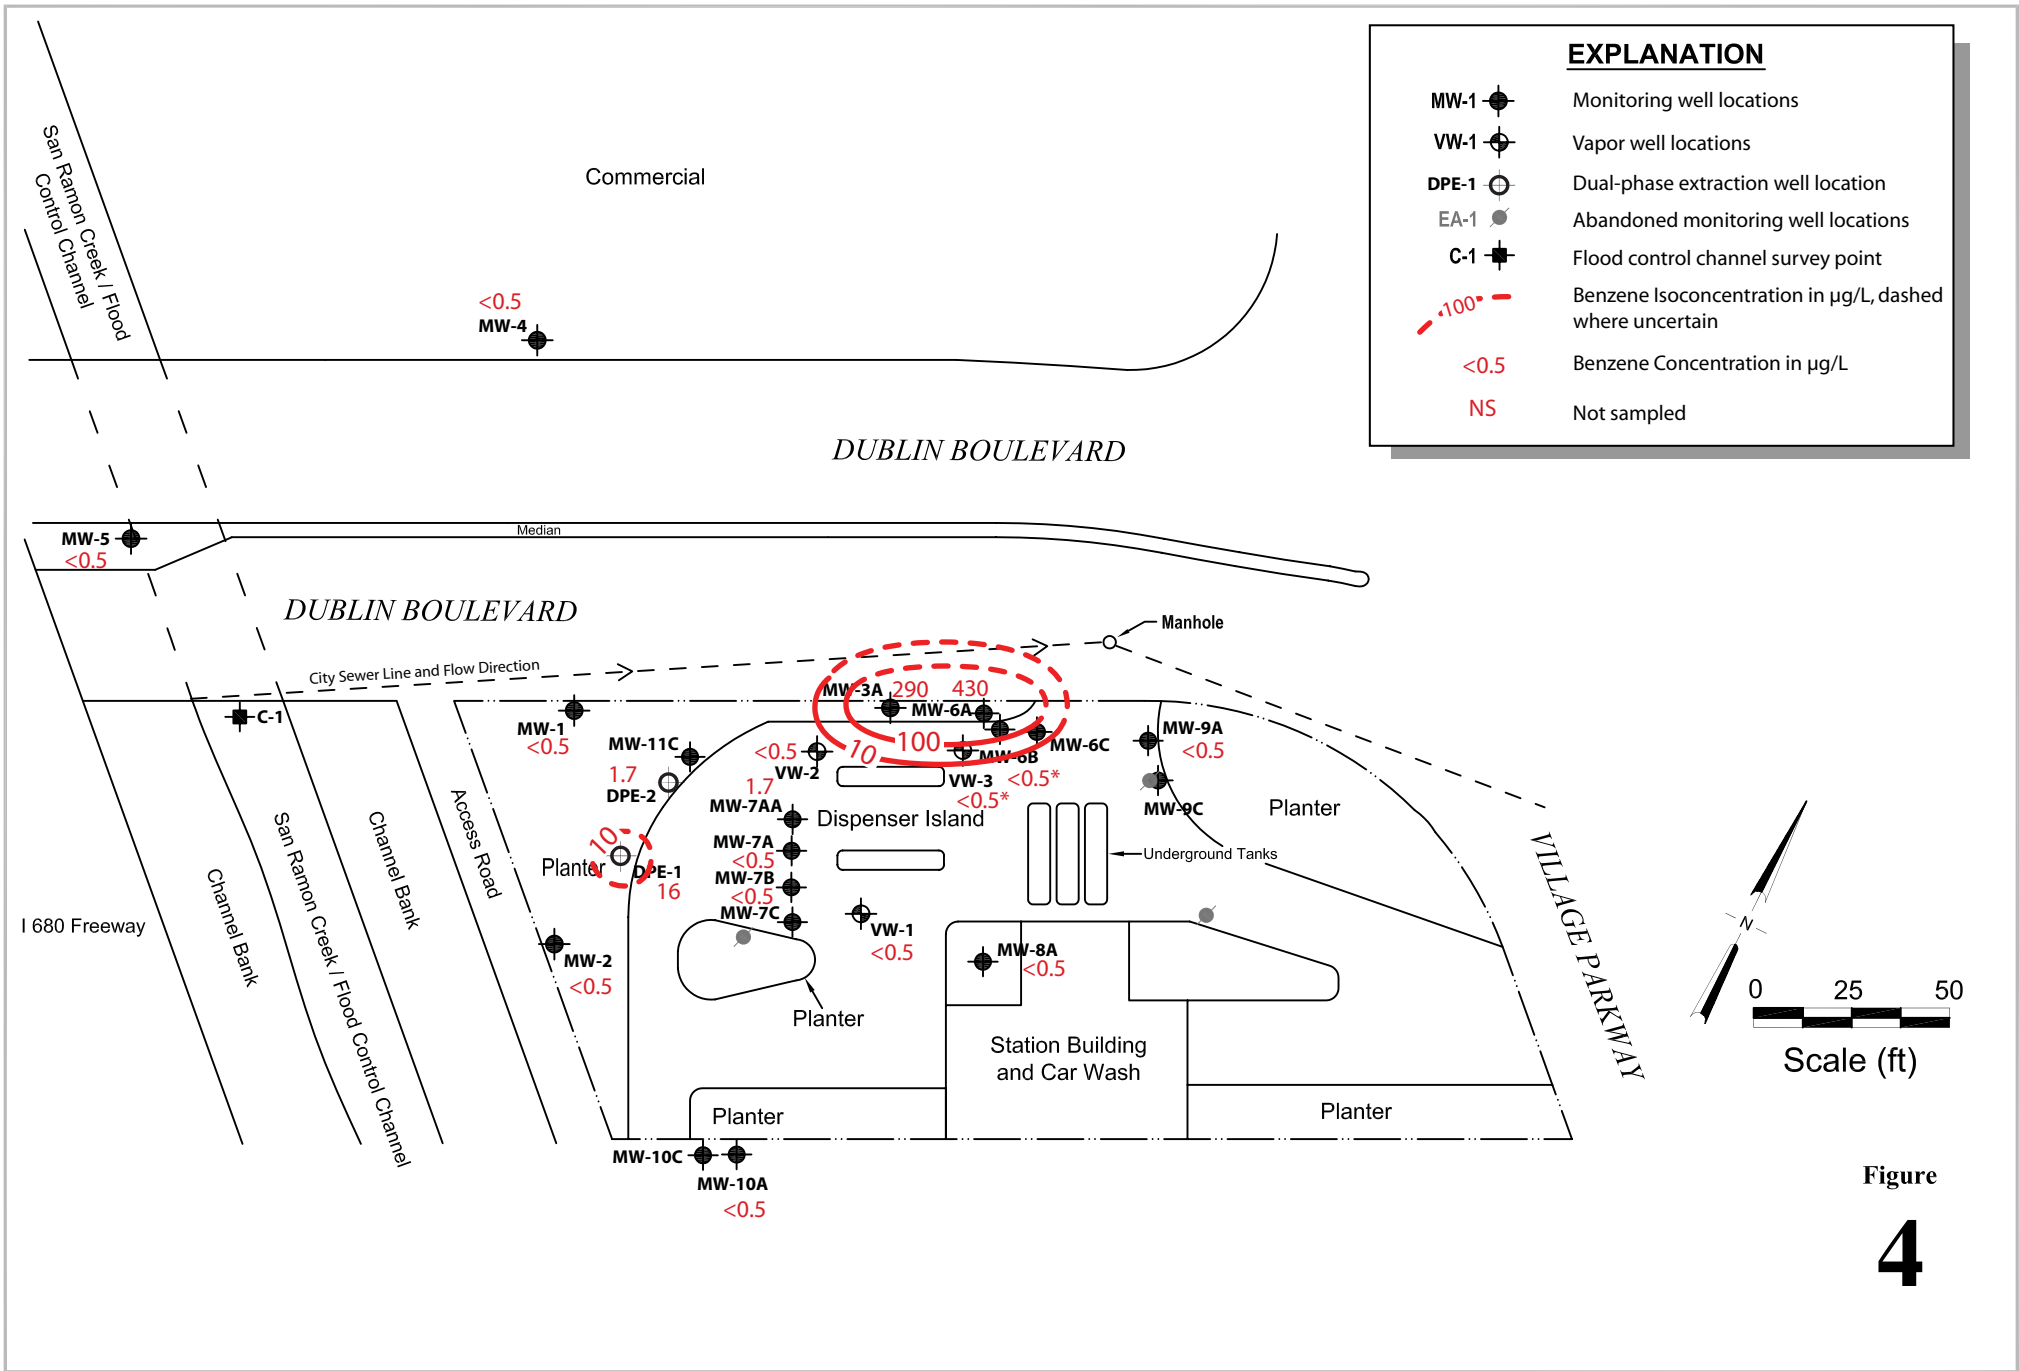 EXPLANATION
MW-1 Monitoring well locations
VW-1 Vapor well locations
DPE-1 Dual-phase extraction well location
EA-1 Abandoned monitoring well locations
C-1 Flood control channel survey point
100 Benzene Isoconcentration in µg/L, dashed
where uncertain
<0.5 Benzene Concentration in µg/L
NS Not sampled
San Ramon Creek / Flood
Control Channel
Commercial
<0.5
MW-4
DUBLIN BOULEVARD
Median
MW-5
<0.5
DUBLIN BOULEVARD
Manhole
City Sewer Line and Flow Direction
C-1
MW-1
<0.5
MW-3A
290
430
MW-6A
100
10
MW-6B
<0.5*
MW-6C
MW-9A
<0.5
MW-11C
<0.5
VW-2
VW-3
<0.5*
1.7
DPE-2
1.7
MW-7AA
Dispenser Island
MW-9C
Planter
MW-7A
<0.5
10
Planter
DPE-1
16
MW-7B
<0.5
MW-7C
Underground Tanks
VW-1
<0.5
MW-8A
<0.5
MW-2
<0.5
Planter
I 680 Freeway
Channel Bank
San Ramon Creek / Flood Control Channel
Channel Bank
Access Road
Station Building
and Car Wash
Planter
Planter
MW-10C
MW-10A
<0.5
VILLAGE PARKWAY
N
0 25 50
Scale (ft)
Figure
4